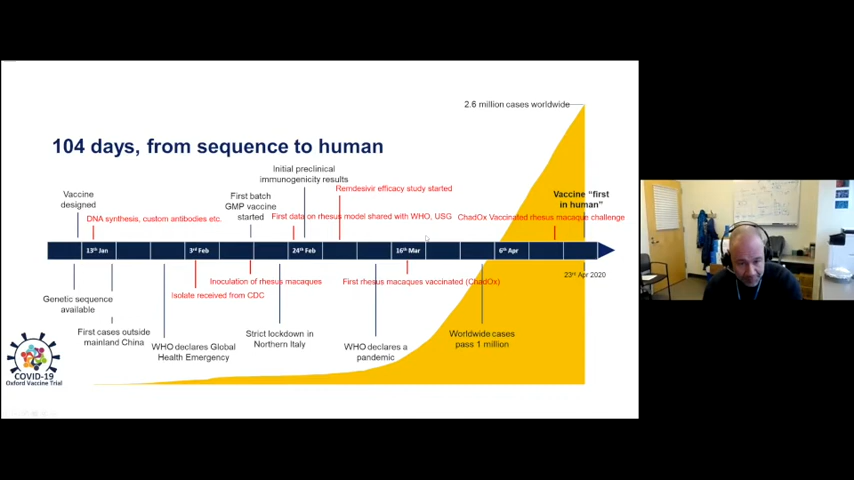 2.6 million cases worldwide
104 days, from sequence to human
Initial preclinical
immunogenicity results
Remdesivir efficacy study started
Vaccine
designed
First batch
GMP vaccine
started
Vaccine "first
in human"
DNA synthesis, custom antibodies etc.
First data on rhesus model shared with WHO, USG
ChadOx Vaccinated rhesus macaque challenge
13th Jan
3rd Feb
24th Feb
16th Mar
6th Apr
23rd Apr 2020
Inoculation of rhesus macaques
First rhesus macaques vaccinated (ChadOx)
Isolate received from CDC
Genetic sequence
available
First cases outside
mainland China
WHO declares Global
Health Emergency
Strict lockdown in
Northern Italy
WHO declares a
pandemic
Worldwide cases
pass 1 million
COVID-19
Oxford Vaccine Trial